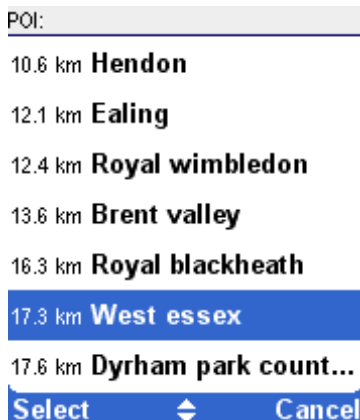 POI:
10.6 km Hendon
12.1 km Ealing
12.4 km Royal wimbledon
13.6 km Brent valley
16.3 km Royal blackheath
17.3 km West essex
17.6 km Dyrham park count...
Select Cancel